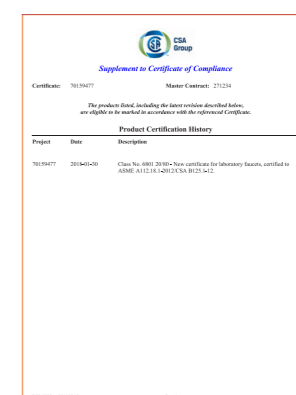 CSA
Group
Supplement to Certificate of Compliance
Certificate: 70159477 Master Contract: 271234
The products listed, including the latest revision described below,
are eligible to be marked in accordance with the referenced Certificate.
Product Certification History
Project Date Description
70159477 2018-01-30 Class No. 6801 20/80 - New certificate for laboratory faucets, certified to
ASME A112.18.1-2012/CSA B125.1-12.